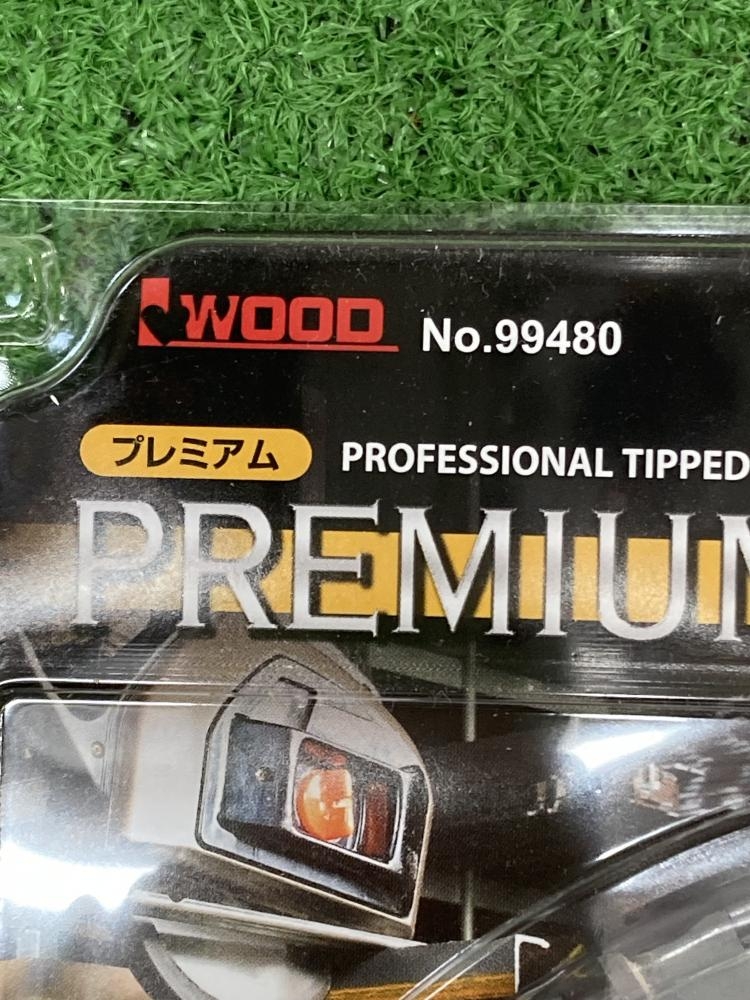 WOOD No.99480
プレミアム PROFESSIONAL TIPPED
PREMIUM